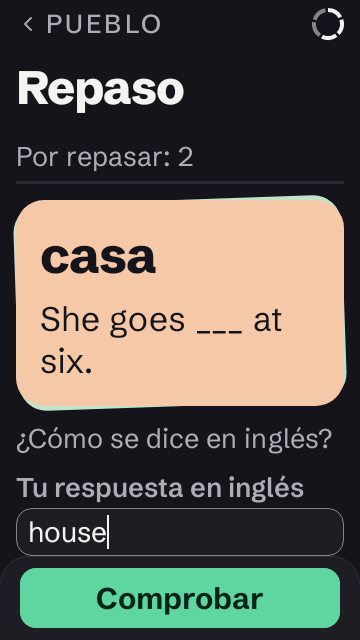 PUEBLO
Repaso
Por repasar: 2
casa
She goes ___ at
six.
¿Cómo se dice en inglés?
Tu respuesta en inglés
house
Comprobar